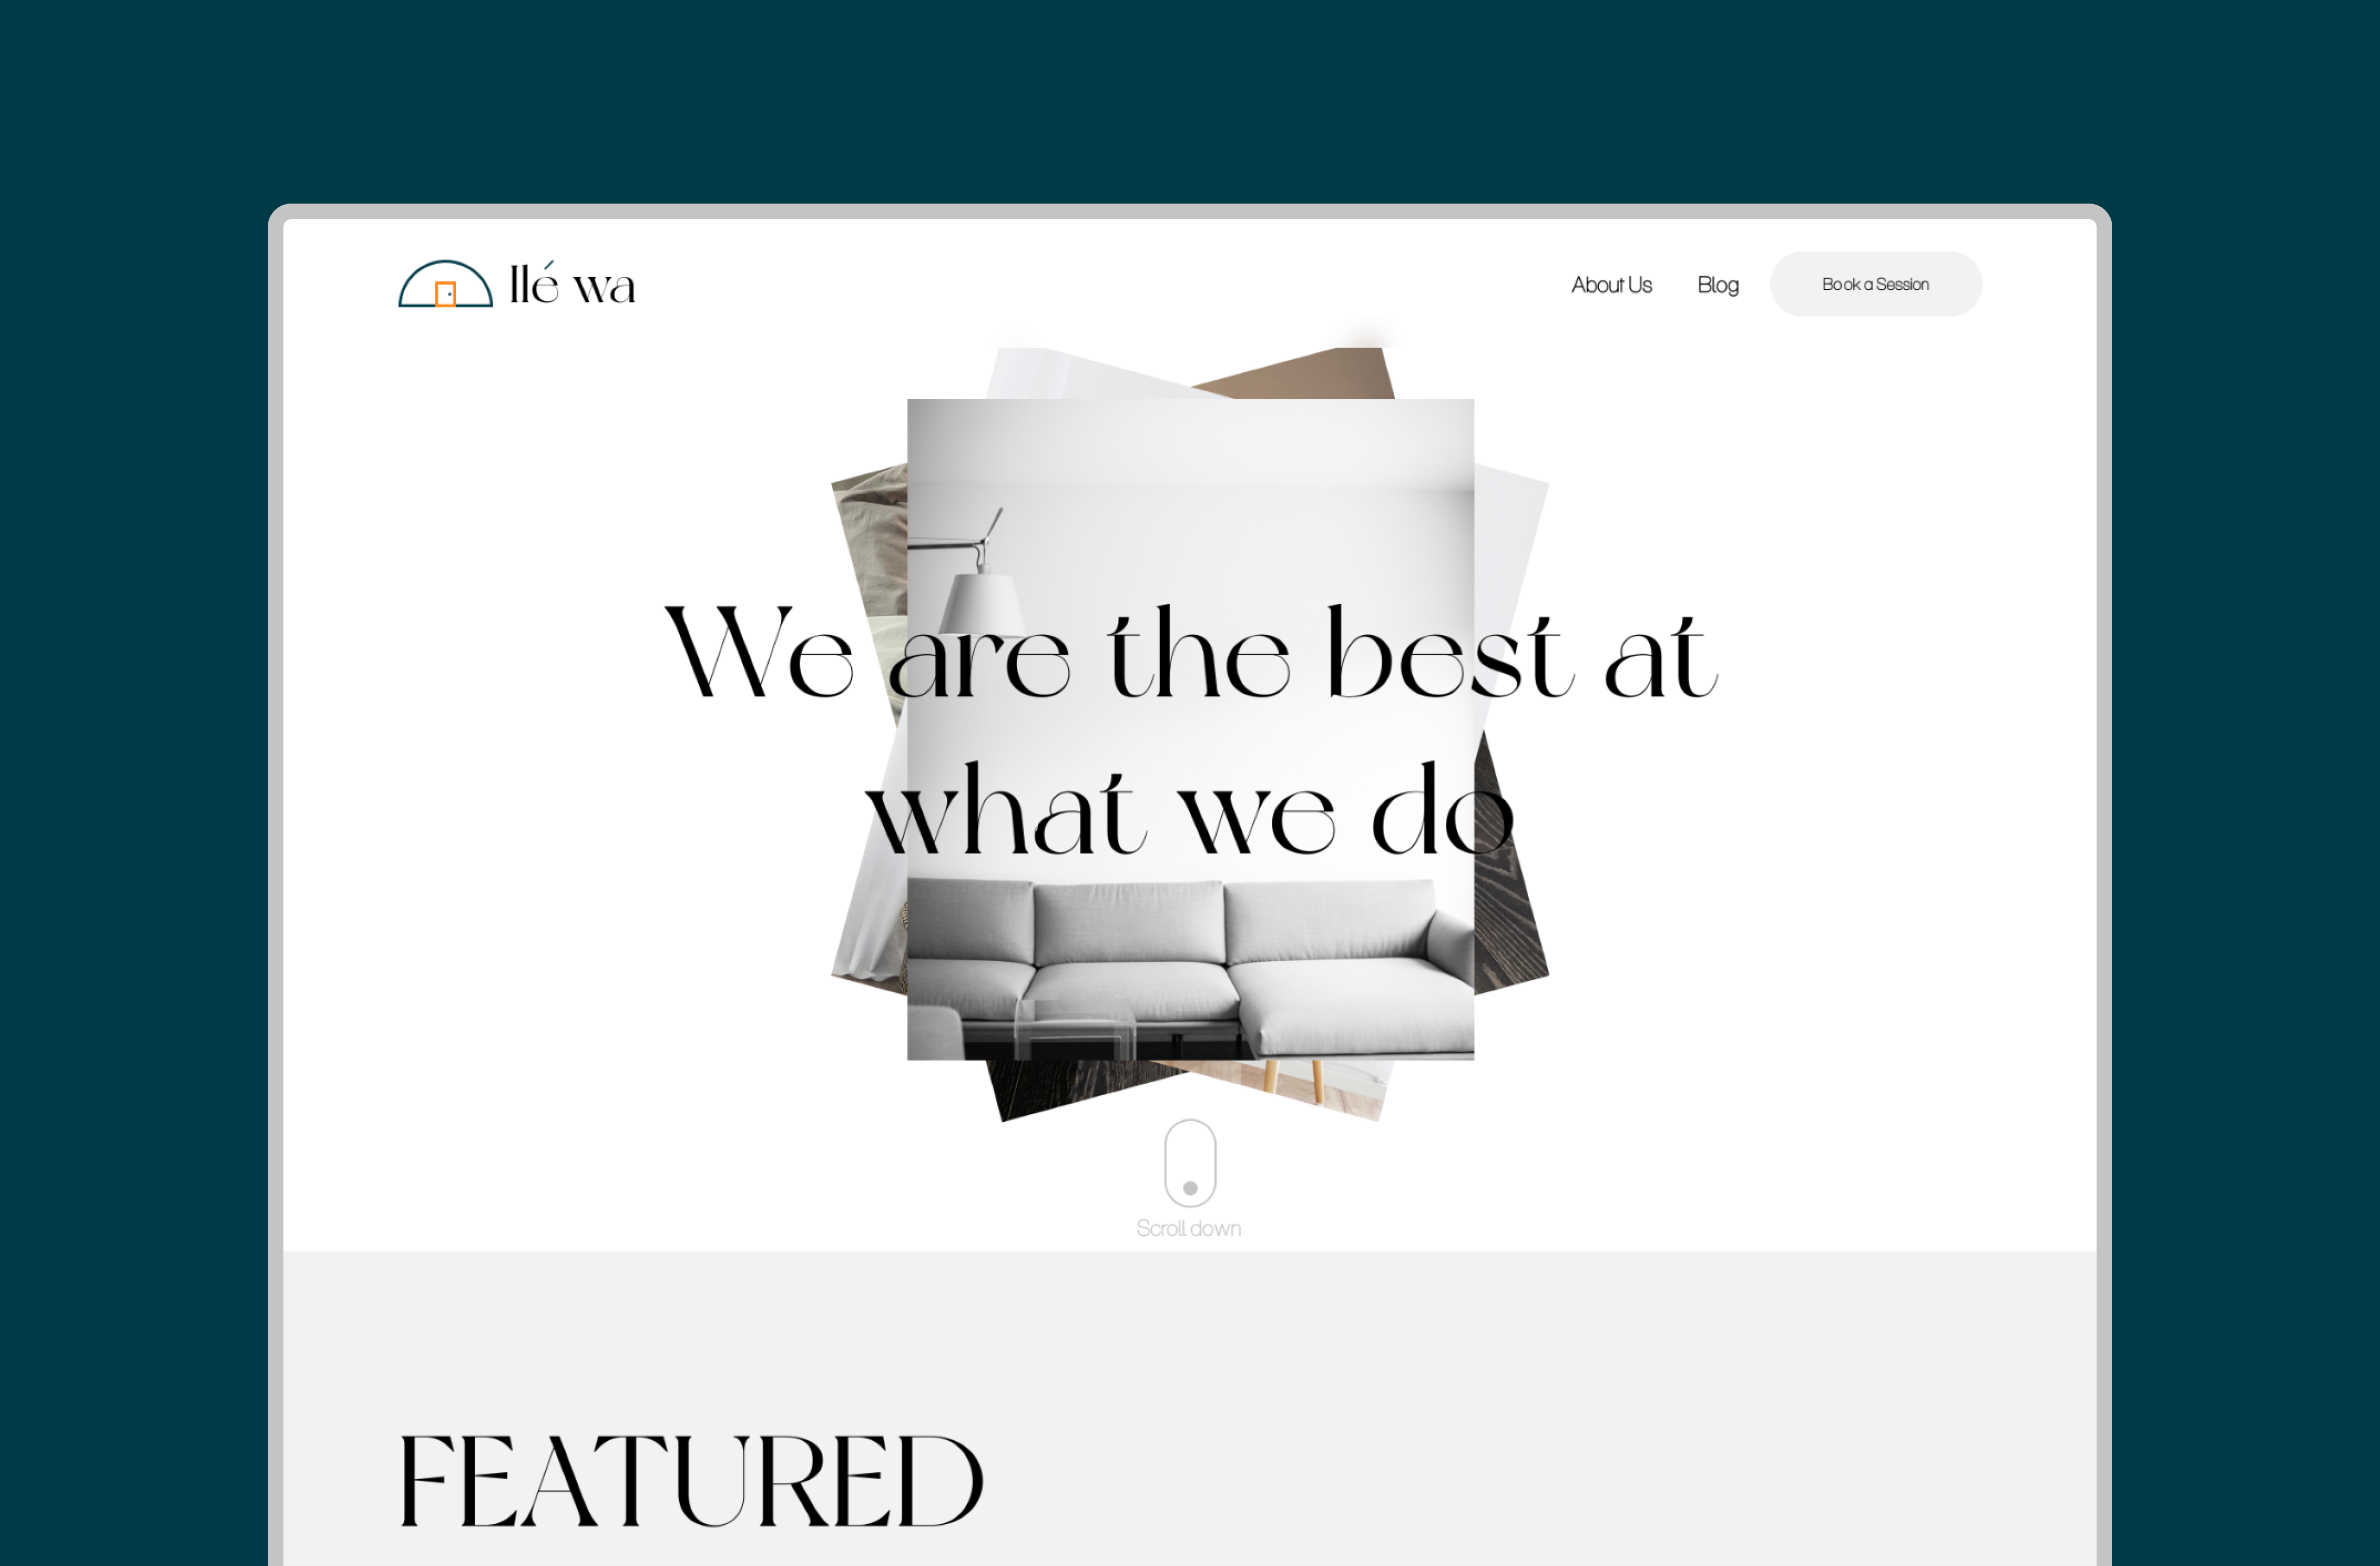 Ilé wa
About Us
Blog
Book a Session
We are the best at
what we do
Scroll down
FEATURED